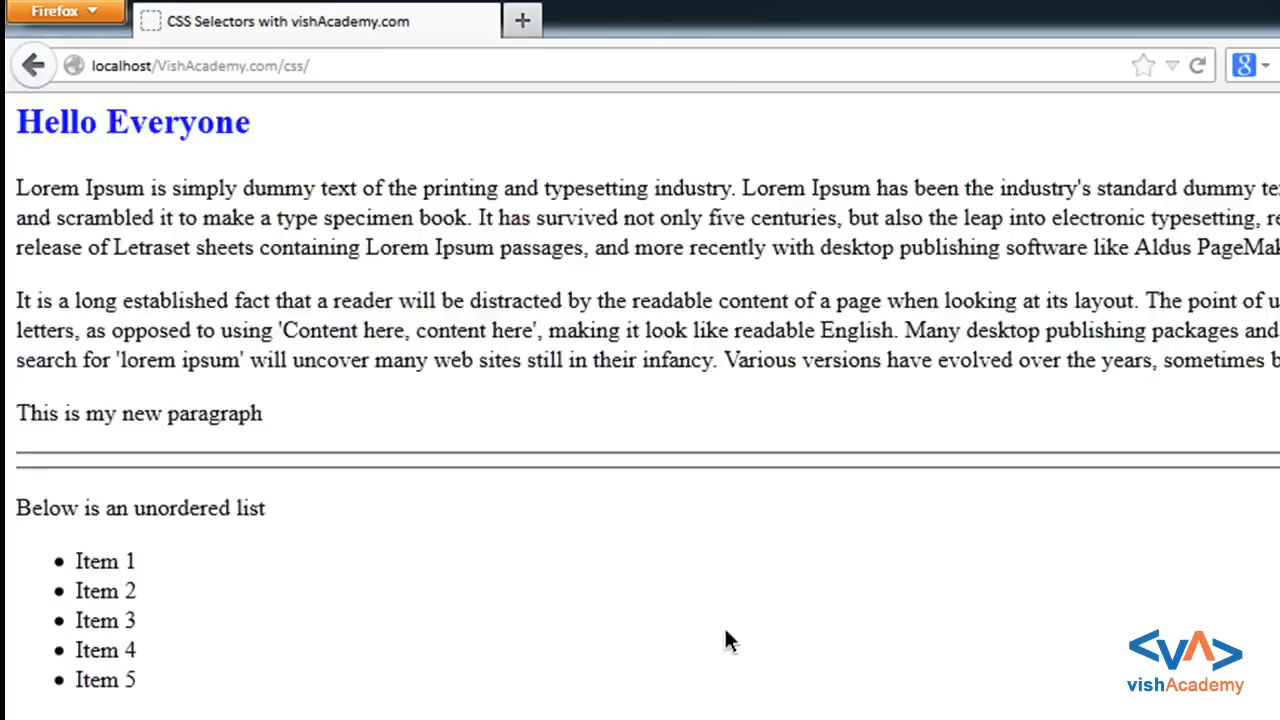 Firefox
CSS Selectors with vishAcademy.com
localhost/VishAcademy.com/css/
8
Hello Everyone
Lorem Ipsum is simply dummy text of the printing and typesetting industry. Lorem Ipsum has been the industry's standard dummy
and scrambled it to make a type specimen book. It has survived not only five centuries, but also the leap into electronic typesetting,
release of Letraset sheets containing Lorem Ipsum passages, and more recently with desktop publishing software like Aldus
It is a long established fact that a reader will be distracted by the readable content of a page when looking at its layout. The point of
letters, as opposed to using 'Content here, content here', making it look like readable English. Many desktop publishing packages and
search for 'lorem ipsum' will uncover many web sites still in their infancy. Various versions have evolved over the years, sometimes
This is my new paragraph
Below is an unordered list
• Item 1
• Item 2
• Item 3
• Item 4
• Item 5
<VA>
vishAcademy